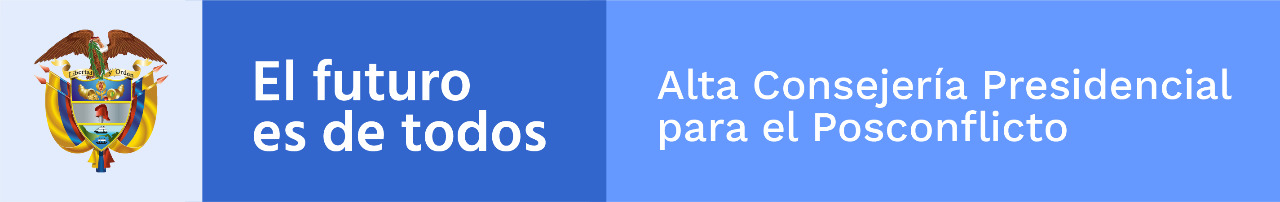 Libertad y Orden
El futuro
es de todos
Alta Consejería Presidencial
para el Posconflicto